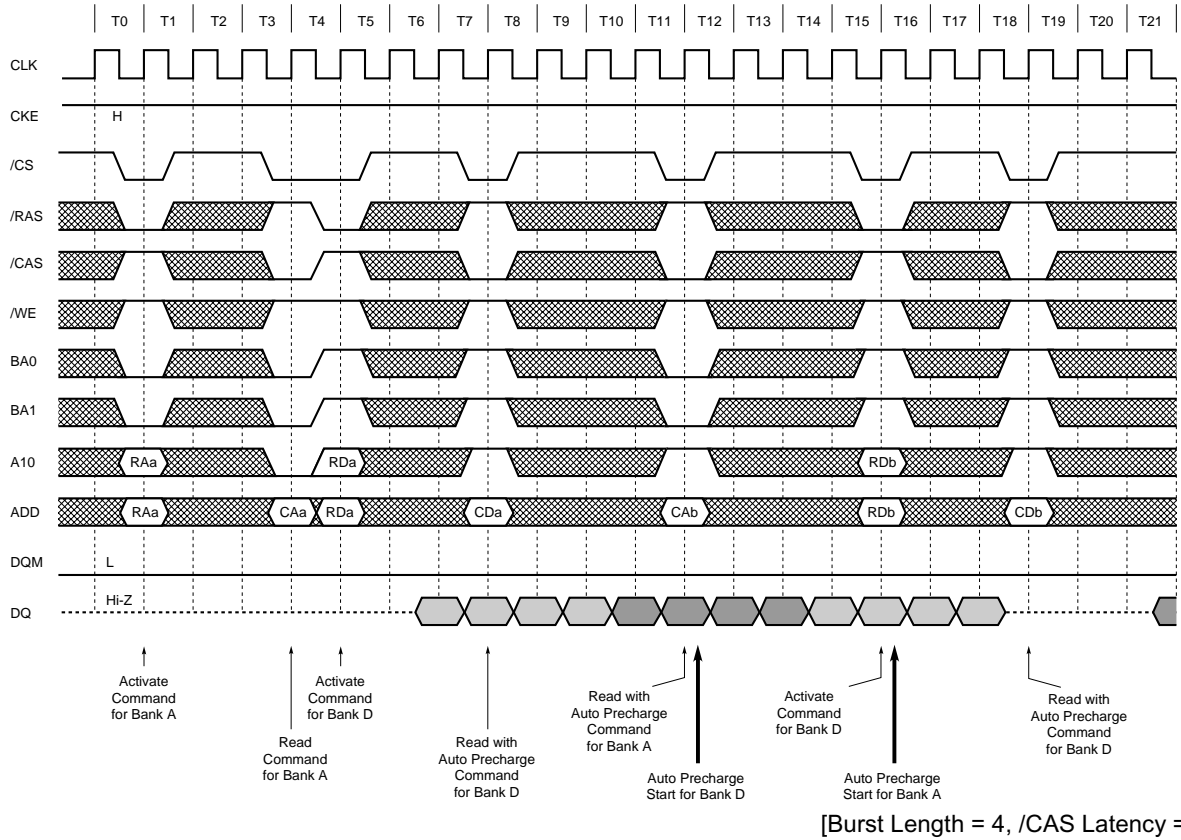 T0 T1 T2 T3 T4 T5 T6 T7 T8 T9 T10 T11 T12 T13 T14 T15 T16 T17 T18 T19 T20 T21
CLK
CKE H
/CS
/RAS
/CAS
/WE
BA0
BA1
A10 RAa RDa RDb
ADD RAa CAa RDa CDa CAb RDb CDb
DQM L
DQ Hi-Z
Activate
Command
for Bank A
Read
Command
for Bank A
Activate
Command
for Bank D
Read with
Auto Precharge
Command
for Bank D
Read with
Auto Precharge
Command
for Bank A
Auto Precharge
Start for Bank D
Activate
Command
for Bank D
Auto Precharge
Start for Bank A
Read with
Auto Precharge
Command
for Bank D
[Burst Length = 4, /CAS Latency =